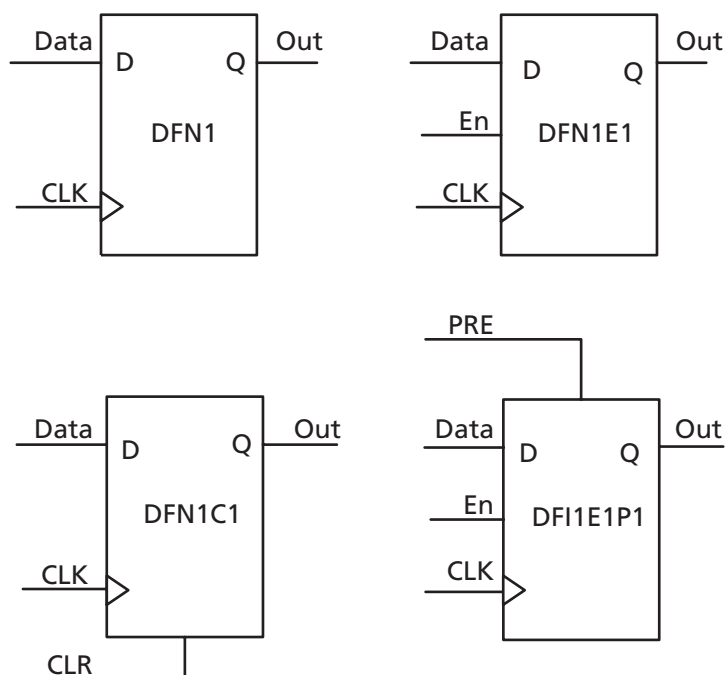 Data
D
Q
Out
DFN1
CLK
Data
D
Q
Out
En
DFN1E1
CLK
Data
D
Q
Out
DFN1C1
CLK
CLR
PRE
Data
D
Q
Out
En
DFI1E1P1
CLK